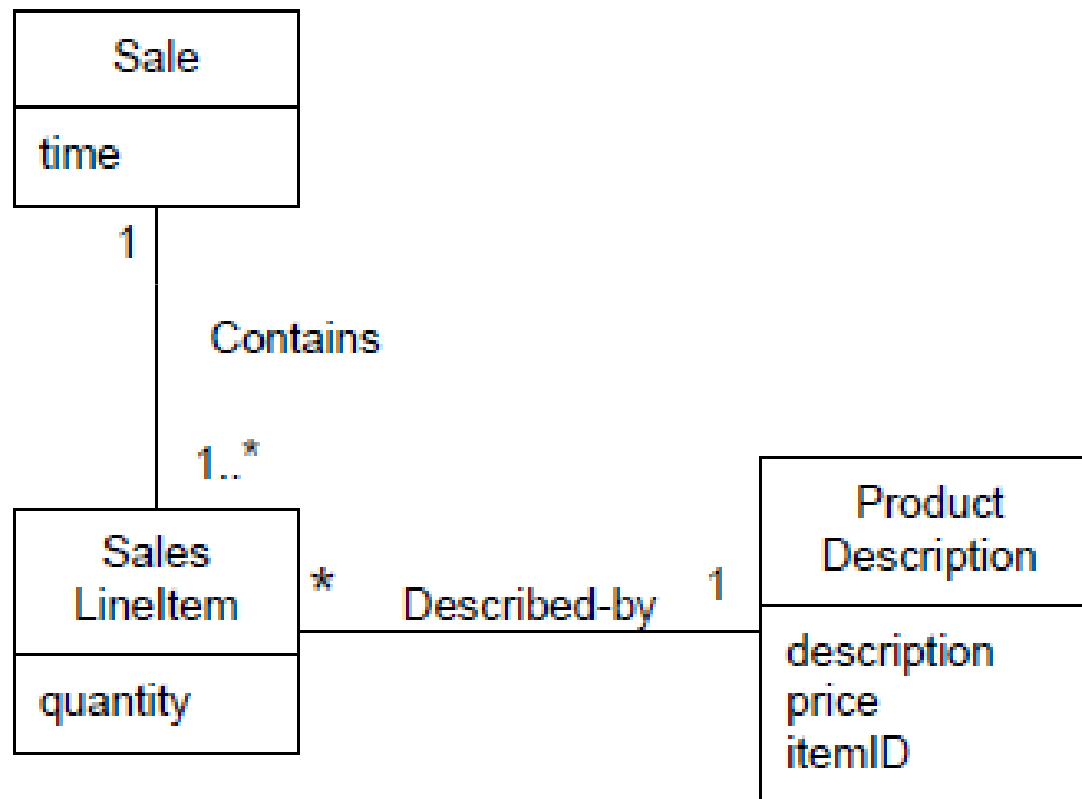 Sale
time
1
Contains
1..*
Sales
LineItem
quantity
*
Described-by
1
Product
Description
description
price
itemID